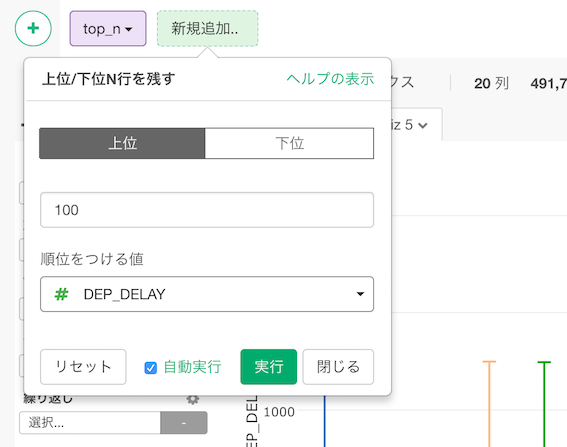 top_n
新規追加..
上位/下位N行を残す
ヘルプの表示
クス
20 列
491,7
上位
下位
iz 5
100
順位をつける値
# DEP_DELAY
リセット
自動実行
実行
閉じる
繰り返し
選択...
-
1000
EP_DEL